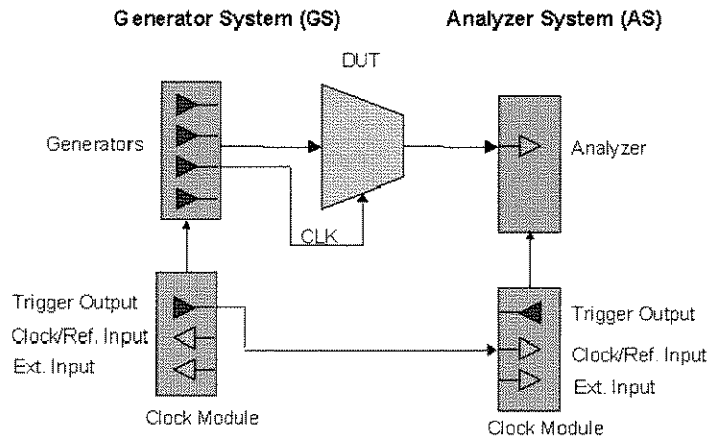 Generator System (GS)
Analyzer System (AS)
DUT
Generators
Analyzer
CLK
Trigger Output
Clock/Ref. Input
Ext. Input
Clock Module
Trigger Output
Clock/Ref. Input
Ext. Input
Clock Module